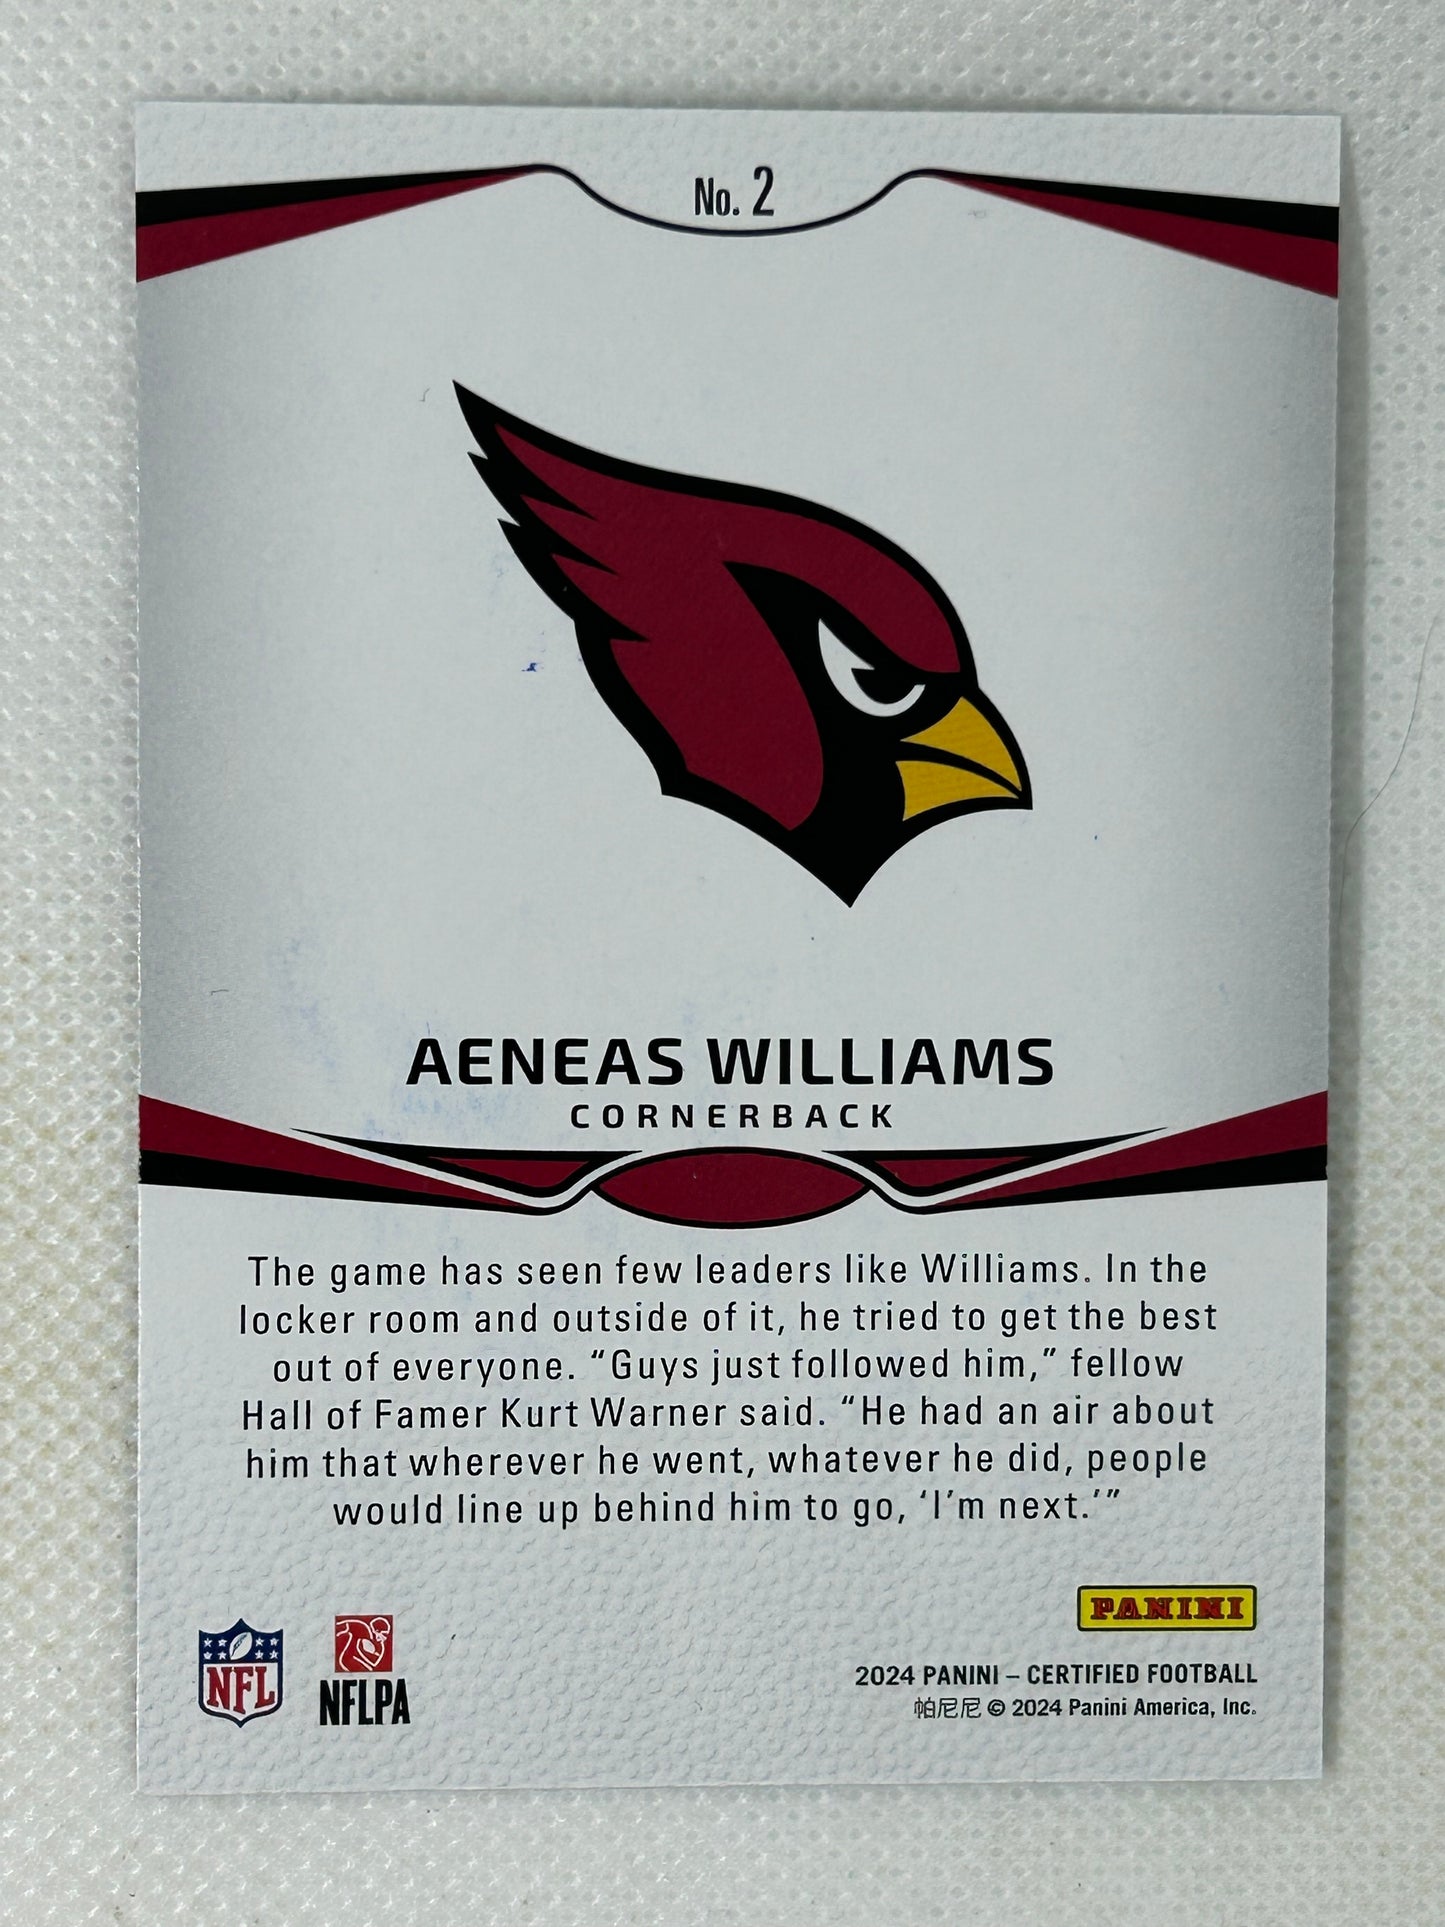 No. 2
AENEAS WILLIAMS
CORNERBACK
The game has seen few leaders like Williams. In the
locker room and outside of it, he tried to get the best
out of everyone. “Guys just followed him,” fellow
Hall of Famer Kurt Warner said. “He had an air about
him that wherever he went, whatever he did, people
would line up behind him to go, ‘I’m next.’”
PANINI
NFL
NFLPA
2024 PANINI – CERTIFIED FOOTBALL
帕尼尼 © 2024 Panini America, Inc.